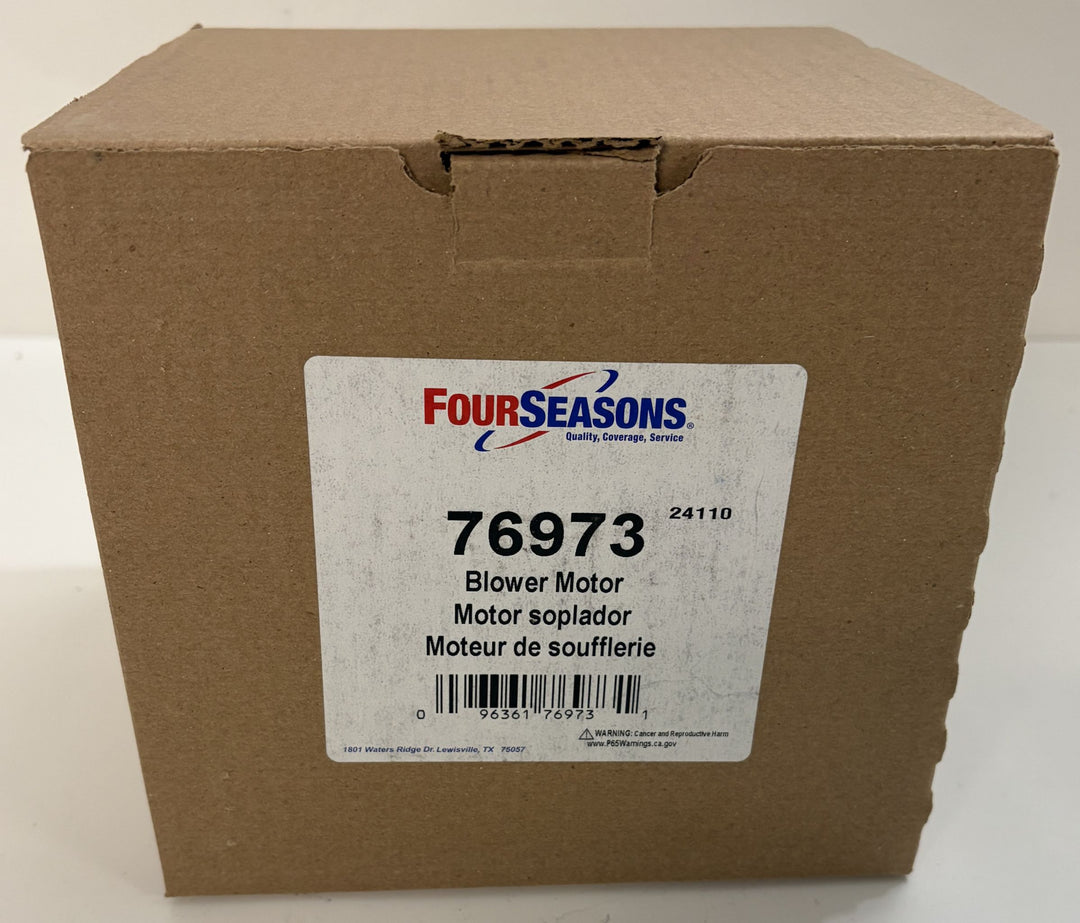 FOURSEASONS®
Quality, Coverage, Service
76973 24110
Blower Motor
Motor soplador
Moteur de soufflerie
0 96361 76973 1
⚠ WARNING: Cancer and Reproductive Harm
www.P65Warnings.ca.gov
1801 Waters Ridge Dr. Lewisville, TX 75057